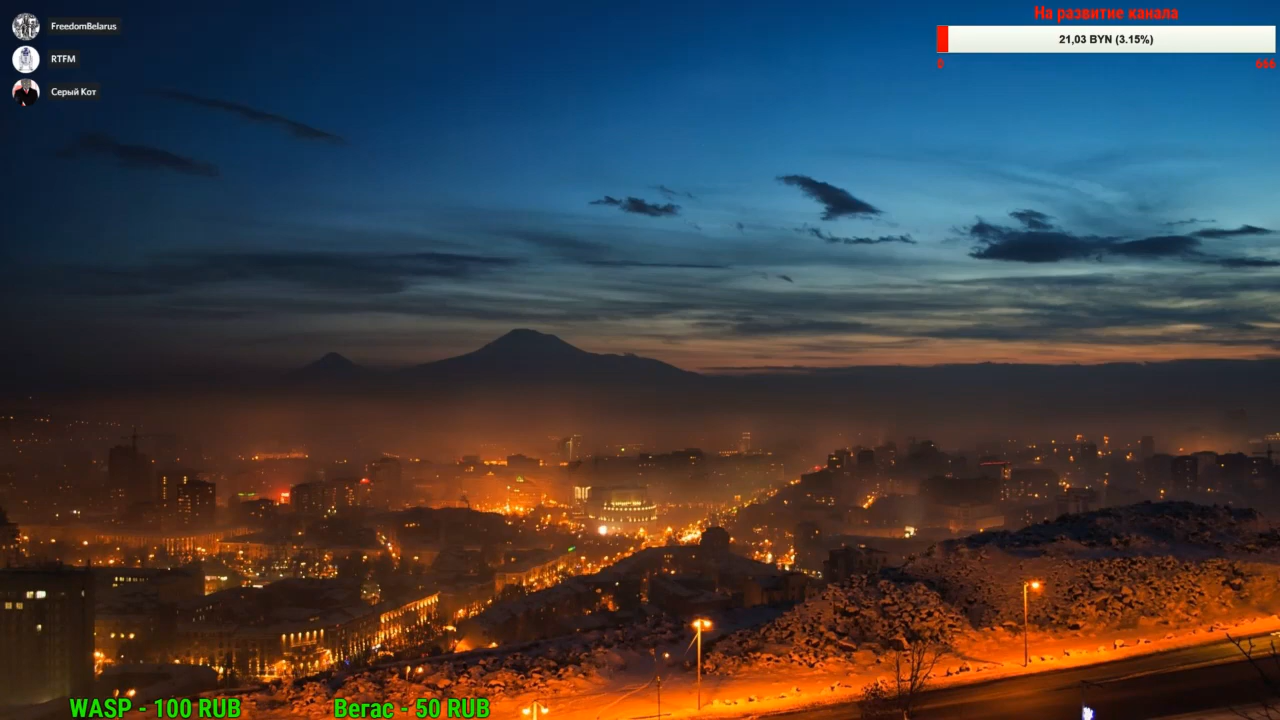 FreedomBelarus
RTFM
Серый Кот
На развитие канала
21,03 BYN (3.15%)
0
666
WASP - 100 RUB
Вегас - 50 RUB